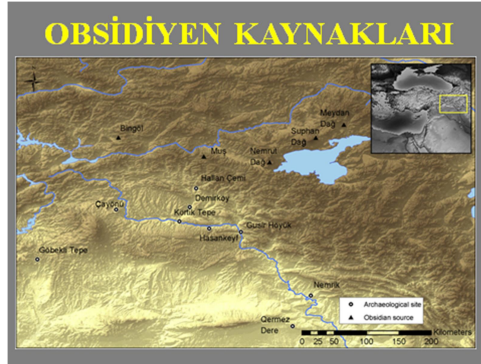 OBSİDİYEN KAYNAKLARI
Meydan
Dağ
Bingöl
Suphan
Dağ
Muş
Nemrut
Dağ
Hallan Çemi
Demirköy
Çayönü
Körtik Tepe
Gusir Höyük
Hasankeyf
Göbekli Tepe
Nemrik
Archaeological site
Obsidian source
Qermez
Dere
Kilometers
0 25 50 100 150 200